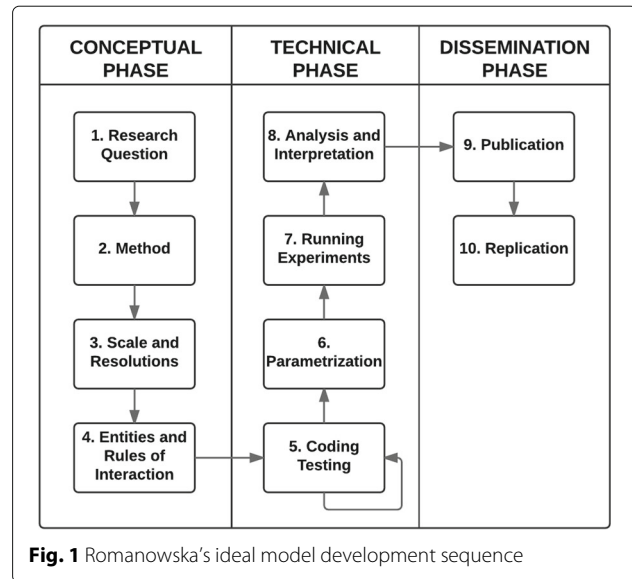 CONCEPTUAL
PHASE
1. Research
Question
2. Method
3. Scale and
Resolutions
4. Entities and
Rules of
Interaction
TECHNICAL
PHASE
8. Analysis and
Interpretation
7. Running
Experiments
6.
Parametrization
5. Coding
Testing
DISSEMINATION
PHASE
9. Publication
10. Replication
Fig. 1 Romanowska's ideal model development sequence